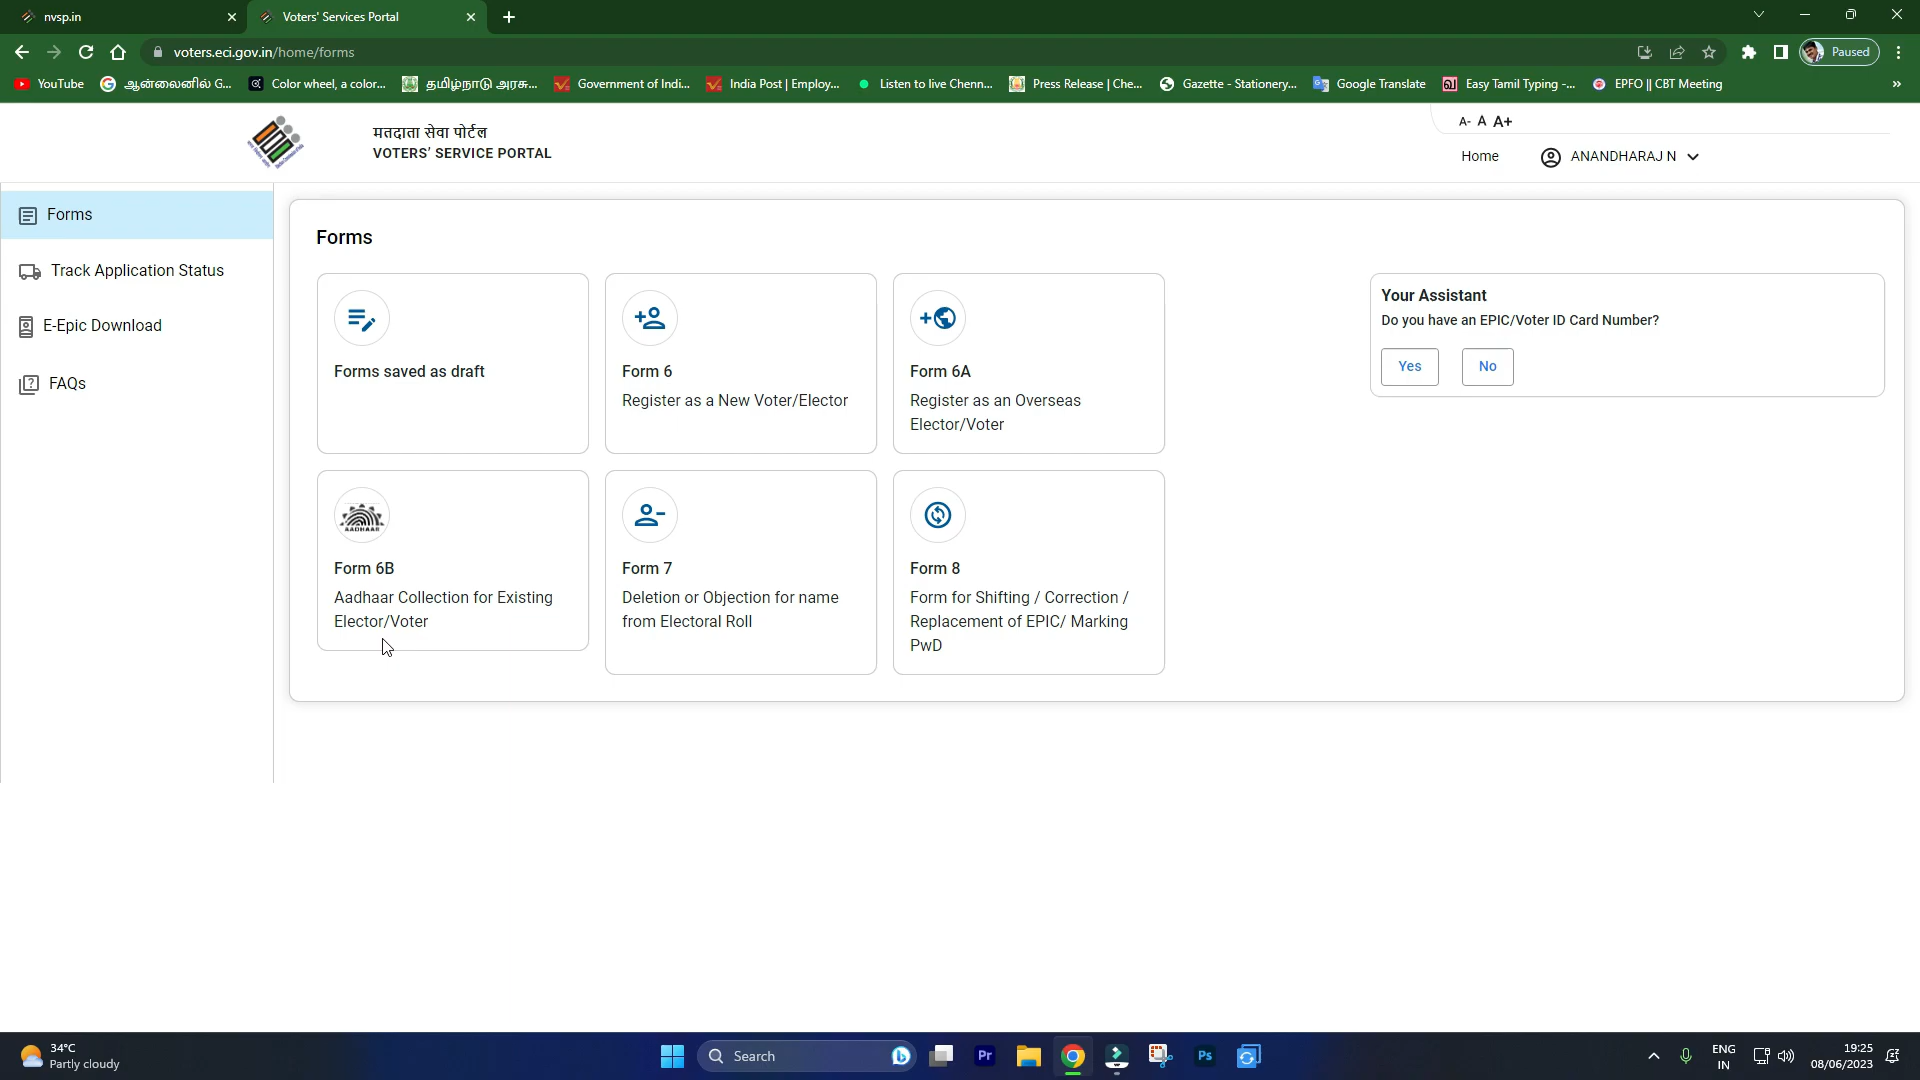 nvsp.in
Voters' Services Portal
voters.eci.gov.in/home/forms
Paused
YouTube
ஆன்லைனில் G...
Color wheel, a color...
தமிழ்நாடு அரசு...
Government of Indi...
India Post | Employ...
Listen to live Chenn...
Press Release | Che...
Gazette - Stationery...
Google Translate
Easy Tamil Typing -...
EPFO || CBT Meeting
मतदाता सेवा पोर्टल
VOTERS' SERVICE PORTAL
A- A A+
Home
ANANDHARAJ N
Forms
Track Application Status
E-Epic Download
FAQs
Forms
Forms saved as draft
Form 6
Register as a New Voter/Elector
Form 6A
Register as an Overseas
Elector/Voter
AADHAAR
Form 6B
Aadhaar Collection for Existing
Elector/Voter
Form 7
Deletion or Objection for name
from Electoral Roll
Form 8
Form for Shifting / Correction /
Replacement of EPIC/ Marking
PwD
Your Assistant
Do you have an EPIC/Voter ID Card Number?
Yes
No
34°C
Partly cloudy
Search
Pr
Ps
ENG
IN
19:25
08/06/2023